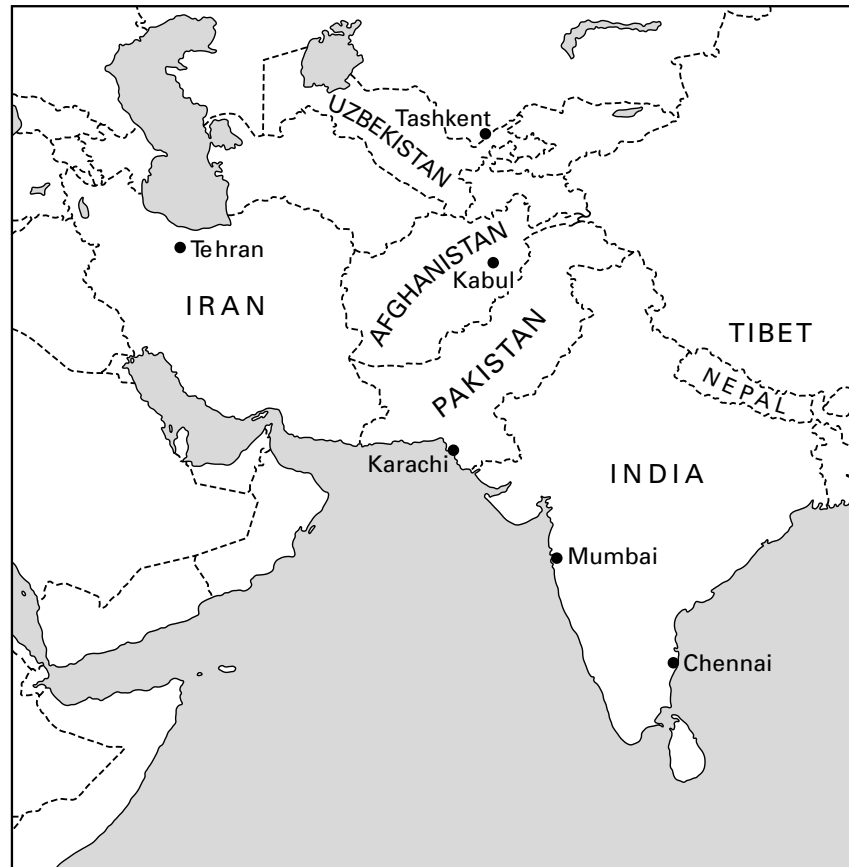 UZBEKISTAN
Tashkent
Tehran
AFGHANISTAN
Kabul
IRAN
PAKISTAN
TIBET
NEPAL
Karachi
INDIA
Mumbai
Chennai